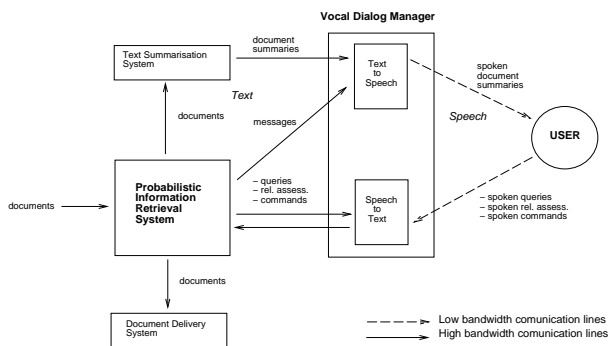 Vocal Dialog Manager
document
summaries
Text Summarisation
System
Text
to
Speech
spoken
document
summaries
Text
Speech
documents
messages
USER
Probabilistic
Information
Retrieval
System
– queries
– rel. assess.
– commands
Speech
to
Text
– spoken queries
– spoken rel. assess.
– spoken commands
documents
documents
Document Delivery
System
Low bandwidth comunication lines
High bandwidth comunication lines